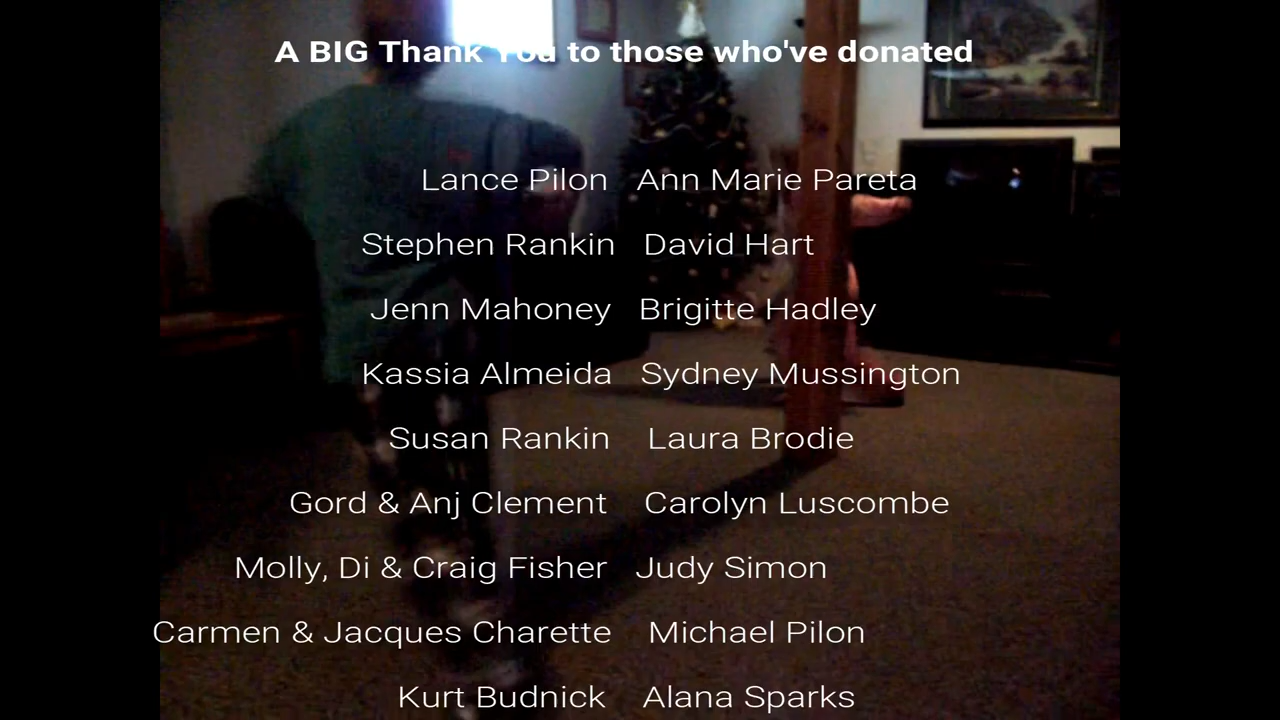 A BIG Thank You to those who've donated
Lance Pilon Ann Marie Pareta
Stephen Rankin David Hart
Jenn Mahoney Brigitte Hadley
Kassia Almeida Sydney Mussington
Susan Rankin Laura Brodie
Gord & Anj Clement Carolyn Luscombe
Molly, Di & Craig Fisher Judy Simon
Carmen & Jacques Charette Michael Pilon
Kurt Budnick Alana Sparks